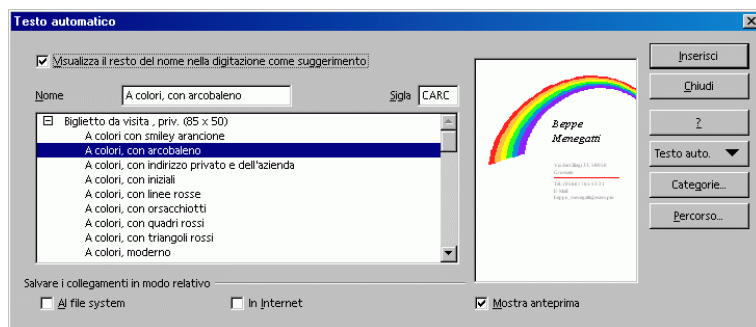 Testo automatico
Visualizza il resto del nome nella digitazione come suggerimento
Nome A colori, con arcobaleno Sigla CARC
Biglietto da visita , priv. (85 x 50)
A colori con smiley arancione
A colori, con arcobaleno
A colori, con indirizzo privato e dell'azienda
A colori, con iniziali
A colori, con linee rosse
A colori, con orsacchiotti
A colori, con quadri rossi
A colori, con triangoli rossi
A colori, moderno
Salvare i collegamenti in modo relativo
Al file system
In Internet
Beppe
Menegatti
E-Mail
Mostra anteprima
Inserisci
Chiudi
?
Testo auto.
Categorie...
Percorso...